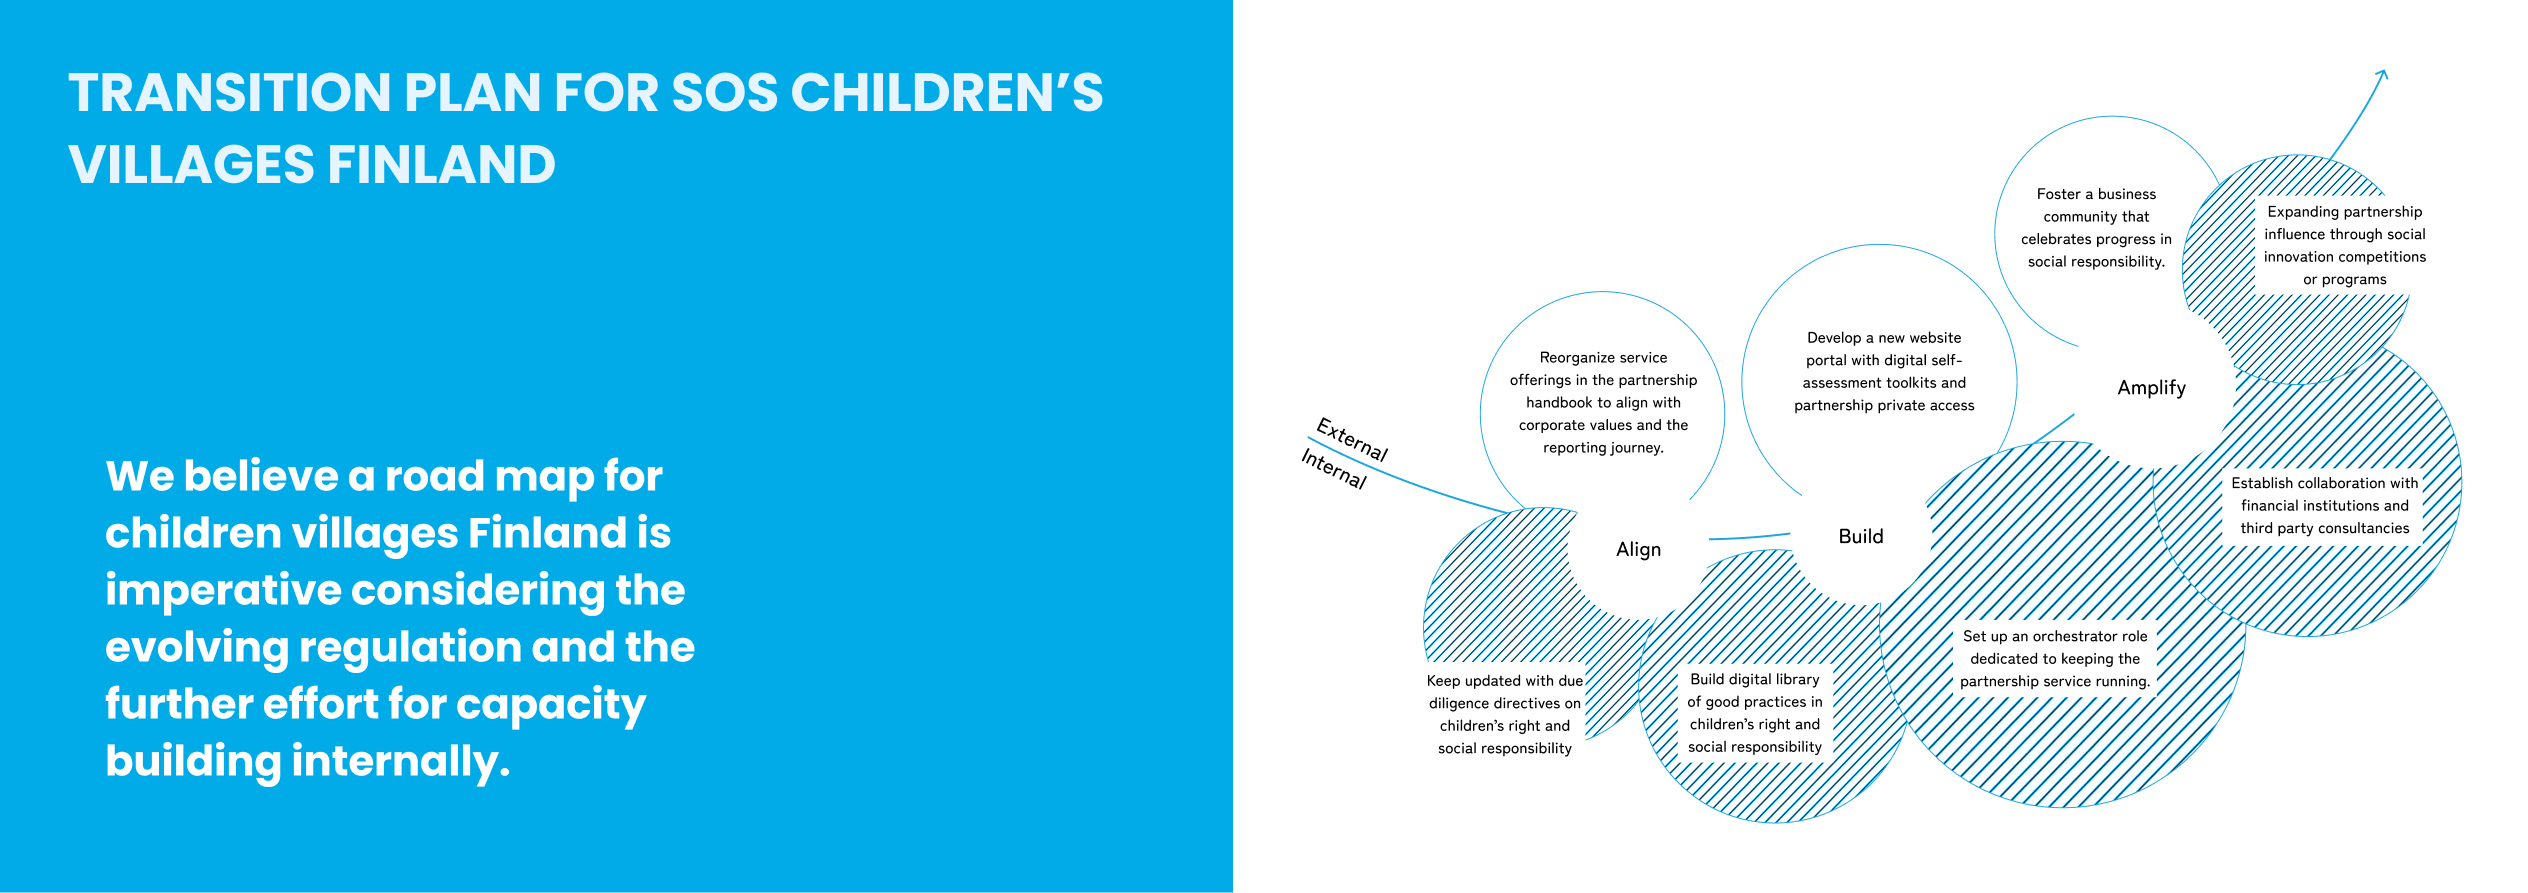 TRANSITION PLAN FOR SOS CHILDREN'S
VILLAGES FINLAND
We believe a road map for
children villages Finland is
imperative considering the
evolving regulation and the
further effort for capacity
building internally.
External
Internal
Reorganize service
offerings in the partnership
handbook to align with
corporate values and the
reporting journey.
Align
Keep updated with due
diligence directives on
children's right and
social responsibility
Develop a new website
portal with digital self-
assessment toolkits and
partnership private access
Build
Build digital library
of good practices in
children's right and
social responsibility
Set up an orchestrator role
dedicated to keeping the
partnership service running.
Foster a business
community that
celebrates progress in
social responsibility.
Amplify
Expanding partnership
influence through social
innovation competitions
or programs
Establish collaboration with
financial institutions and
third party consultancies